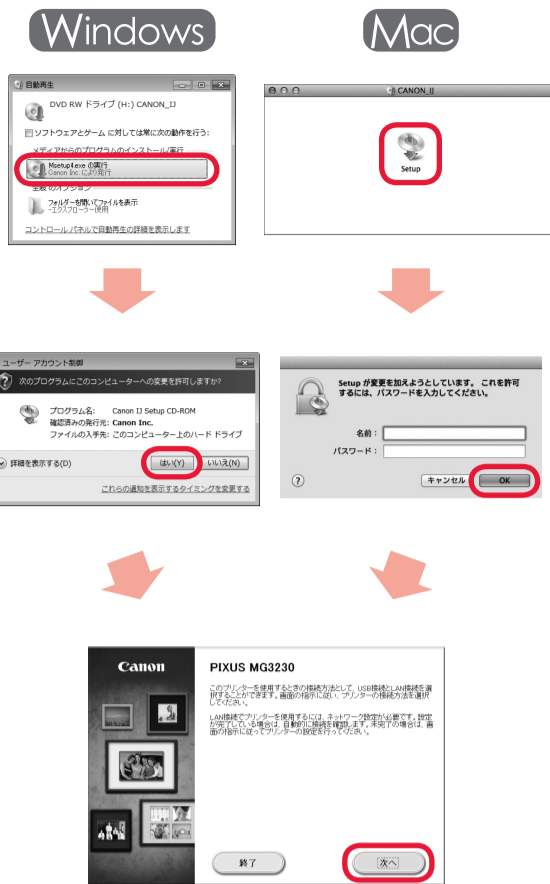 Windows
Mac
自動再生
DVD RW ドライブ (H:) CANON_IJ
ソフトウェアとゲーム に対しては常に次の動作を行う:
メディアからのプログラムのインストール/実行
Msetup4.exe の実行
Canon Inc. により発行
全般 のオプション
フォルダーを開いてファイルを表示
-エクスプローラー使用
コントロール パネルで自動再生の詳細を表示します
CANON_IJ
Setup
ユーザー アカウント制御
次のプログラムにこのコンピューターへの変更を許可しますか?
プログラム名: Canon IJ Setup CD-ROM
確認済みの発行元: Canon Inc.
ファイルの入手先: このコンピューター上のハード ドライブ
詳細を表示する(D)
はい(Y)
いいえ(N)
これらの通知を表示するタイミングを変更する
Setup が変更を加えようとしています。 これを許可
するには、パスワードを入力してください。
名前:
パスワード:
?
キャンセル
OK
Canon
PIXUS MG3230
このプリンターを使用するときの接続方法として、USB接続とLAN接続を選
択することができます。画面の指示に従い、プリンターの接続方法を選択
してください。
LAN接続でプリンターを使用するには、ネットワーク設定が必要です。設定
が完了している場合は、自動的に接続を確認します。未完了の場合は、画
面の指示に従ってプリンターの設定を行ってください。
終了
次へ